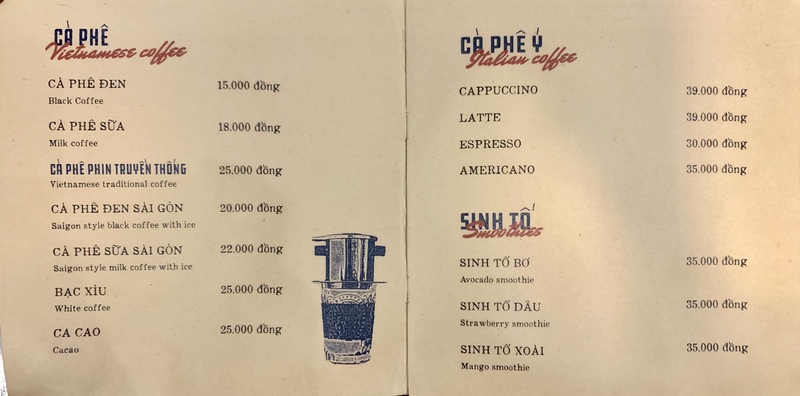 CÀ PHÊ
Vietnamese coffee
CÀ PHÊ ĐEN 15.000 đồng
Black Coffee
CÀ PHÊ SỮA 18.000 đồng
Milk coffee
CÀ PHÊ PHIN TRUYỀN THỐNG 25.000 đồng
Vietnamese traditional coffee
CÀ PHÊ ĐEN SÀI GÒN 20.000 đồng
Saigon style black coffee with ice
CÀ PHÊ SỮA SÀI GÒN 22.000 đồng
Saigon style milk coffee with ice
BẠC XỈU 25.000 đồng
White coffee
CA CAO 25.000 đồng
Cacao
CÀ PHÊ Ý
Italian coffee
CAPPUCCINO 39.000 đồng
LATTE 39.000 đồng
ESPRESSO 30.000 đồng
AMERICANO 35.000 đồng
SINH TỐ
Smoothies
SINH TỐ BƠ 35.000 đồng
Avocado smoothie
SINH TỐ DÂU 35.000 đồng
Strawberry smoothie
SINH TỐ XOÀI 35.000 đồng
Mango smoothie